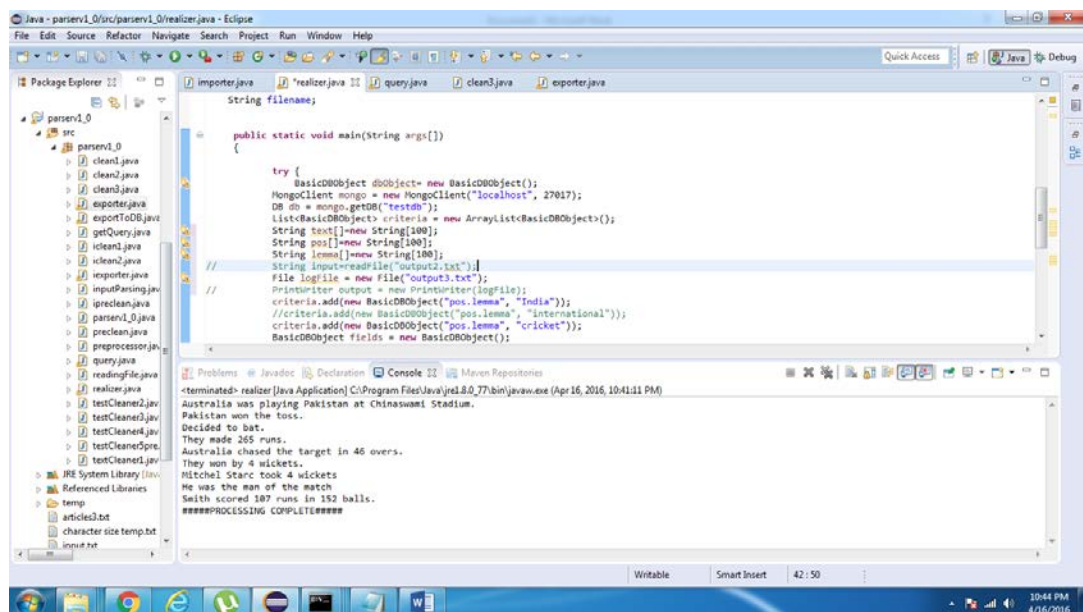 Java - parserv1_0/src/parserv1_0/realizer.java - Eclipse
File Edit Source Refactor Navigate Search Project Run Window Help
Quick Access Java Debug
Package Explorer
parserv1_0
src
parserv1_0
clean1.java
clean2.java
clean3.java
exporter.java
exportToDB.java
getQuery.java
iclean1.java
iclean2.java
iexporter.java
inputParsing.jav
ipreclean.java
parserv1_0.java
preclean.java
preprocessor.jav
query.java
readingFile.java
realizer.java
testCleaner2.jav
testCleaner3.jav
testCleaner4.jav
testCleaner5pre.
textCleaner1.jav
JRE System Library [Jav
Referenced Libraries
temp
articles3.txt
character size temp.txt
input.txt
importer.java *realizer.java query.java clean3.java exporter.java
String filename;
public static void main(String args[])
{
try {
BasicDBObject dbObject= new BasicDBObject();
MongoClient mongo = new MongoClient("localhost", 27017);
DB db = mongo.getDB("testdb");
List<BasicDBObject> criteria = new ArrayList<BasicDBObject>();
String text[]=new String[100];
String pos[]=new String[100];
String lemma[]=new String[100];
// String input=readFile("output2.txt");
File logFile = new File("output3.txt");
// PrintWriter output = new PrintWriter(logFile);
criteria.add(new BasicDBObject("pos.lemma", "India"));
//criteria.add(new BasicDBObject("pos.lemma", "international"));
criteria.add(new BasicDBObject("pos.lemma", "cricket"));
BasicDBObject fields = new BasicDBObject();
Problems Javadoc Declaration Console Maven Repositories
<terminated> realizer [Java Application] C:\Program Files\Java\jre1.8.0_77\bin\javaw.exe (Apr 16, 2016, 10:41:11 PM)
Australia was playing Pakistan at Chinaswami Stadium.
Pakistan won the toss.
Decided to bat.
They made 265 runs.
Australia chased the target in 46 overs.
They won by 4 wickets.
Mitchel Starc took 4 wickets
He was the man of the match
Smith scored 107 runs in 152 balls.
#####PROCESSING COMPLETE#####
Writable Smart Insert 42 : 50
10:44 PM
4/16/2016